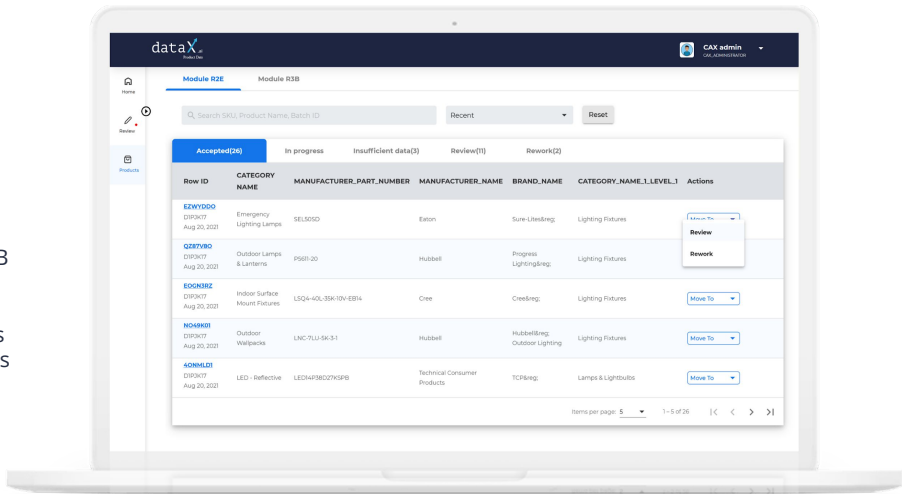 dataX.ai
Product Data
CAX admin
CAX_ADMINISTRATOR
Home
Review
Products
Module R2E Module R3B
Search SKU, Product Name, Batch ID Recent Reset
Accepted(26) In progress Insufficient data(3) Review(11) Rework(2)
Row ID CATEGORY NAME MANUFACTURER_PART_NUMBER MANUFACTURER_NAME BRAND_NAME CATEGORY_NAME_1_LEVEL_1 Actions
EZWYDDO
D1PJK17
Aug 20, 2021
Emergency
Lighting Lamps
SEL50SD Eaton Sure-Lites&reg; Lighting Fixtures Move To
Review
Rework
QZ87VBO
D1PJK17
Aug 20, 2021
Outdoor Lamps
& Lanterns
P5611-20 Hubbell
Progress
Lighting&reg;
Lighting Fixtures
EOGN3RZ
D1PJK17
Aug 20, 2021
Indoor Surface
Mount Fixtures
LSQ4-40L-35K-10V-EB14 Cree Cree&reg; Lighting Fixtures Move To
NO49K01
D1PJK17
Aug 20, 2021
Outdoor
Wallpacks
LNC-7LU-5K-3-1 Hubbell
Hubbell&reg;
Outdoor Lighting
Lighting Fixtures Move To
4ONMLD1
D1PJK17
Aug 20, 2021
LED - Reflective LED14P38D27KSPB
Technical Consumer
Products
TCP&reg; Lamps & Lightbulbs Move To
Items per page: 5 1 – 5 of 26
B
s
s